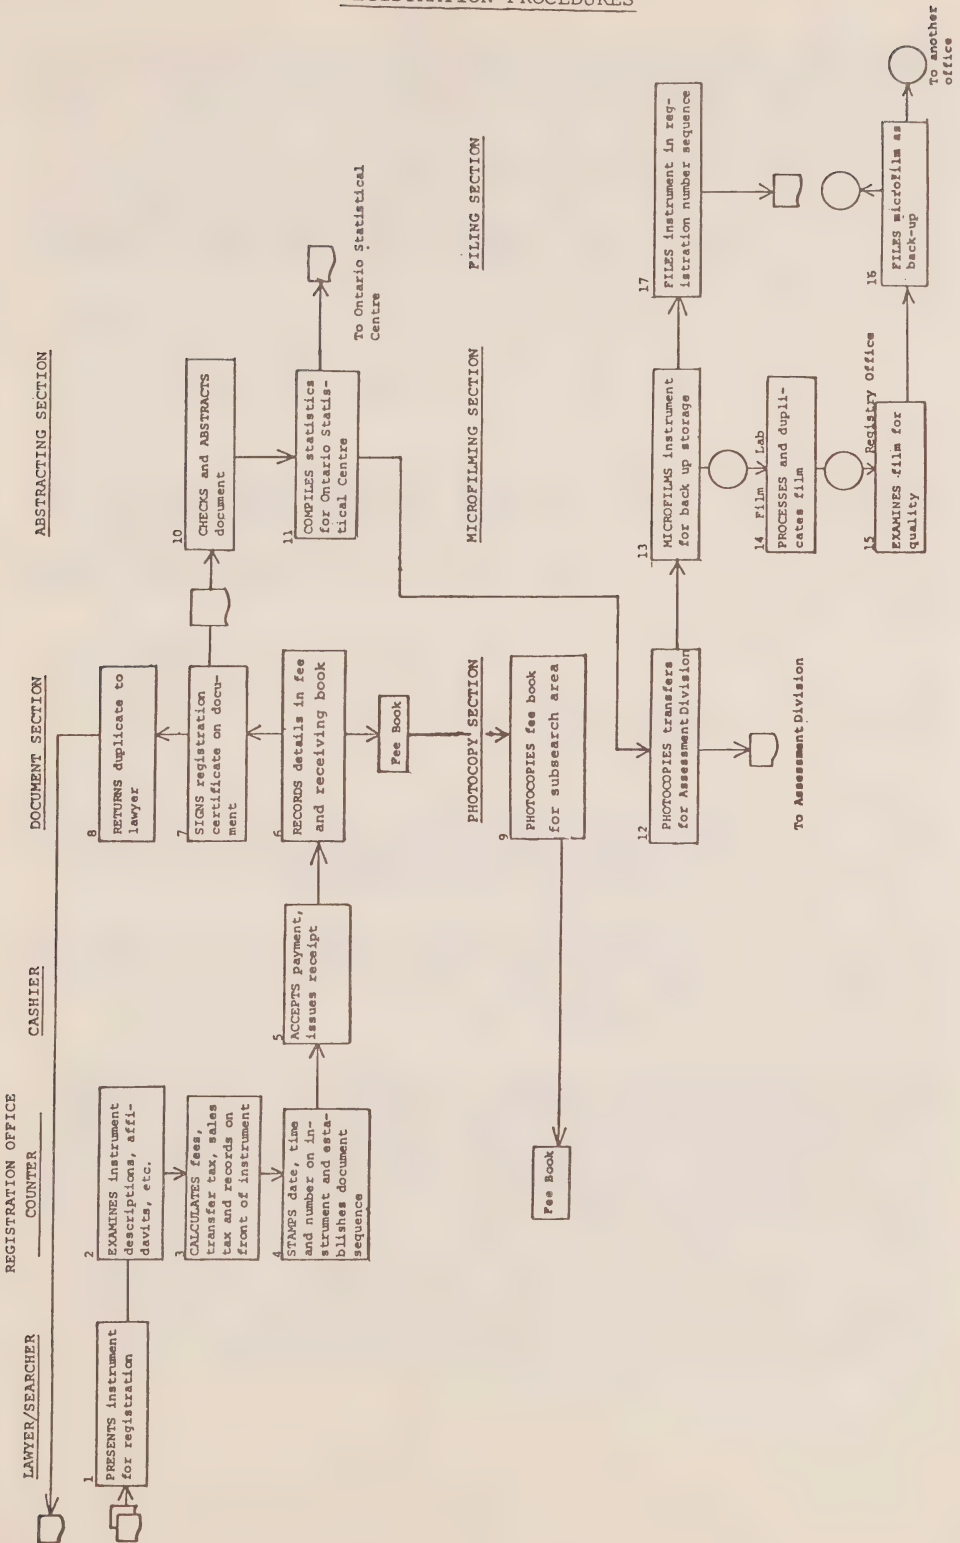 REGISTRATION PROCEDURES
REGISTRATION OFFICE
LAWYER/SEARCHER
COUNTER
CASHIER
DOCUMENT SECTION
ABSTRACTING SECTION
1
PRESENTS instrument
for registration
2
EXAMINES instrument
descriptions, affi-
davits, etc.
3
CALCULATES fees,
transfer tax, sales
tax and records on
front of instrument
4
STAMPS date, time
and number on in-
strument and esta-
blishes document
sequence
5
ACCEPTS payment,
issues receipt
6
RECORDS details in fee
and receiving book
7
SIGNS registration
certificate on docu-
ment
8
RETURNS duplicate to
lawyer
Fee Book
10
CHECKS and ABSTRACTS
document
11
COMPILES statistics
for Ontario Statis-
tical Centre
To Ontario Statistical
Centre
PHOTOCOPY SECTION
MICROFILMING SECTION
FILING SECTION
9
PHOTOCOPIES fee book
for subsearch area
Fee Book
12
PHOTOCOPIES transfers
for Assessment Division
To Assessment Division
13
MICROFILMS instrument
for back up storage
Film Lab
14
PROCESSES and dupli-
cates film
Registry Office
15
EXAMINES film for
quality
16
FILES microfilm as
back-up
To another
office
17
FILES instrument in reg-
istration number sequence